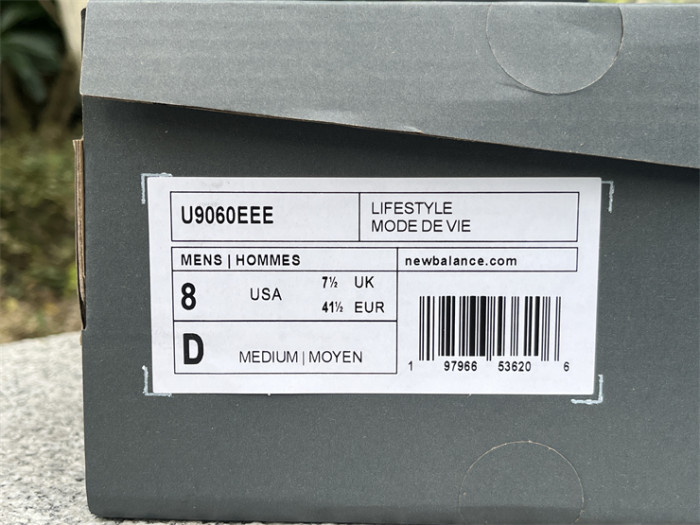 U9060EEE
LIFESTYLE
MODE DE VIE
MENS | HOMMES
newbalance.com
8 USA
7½ UK
41½ EUR
D MEDIUM | MOYEN
1 97966 53620 6